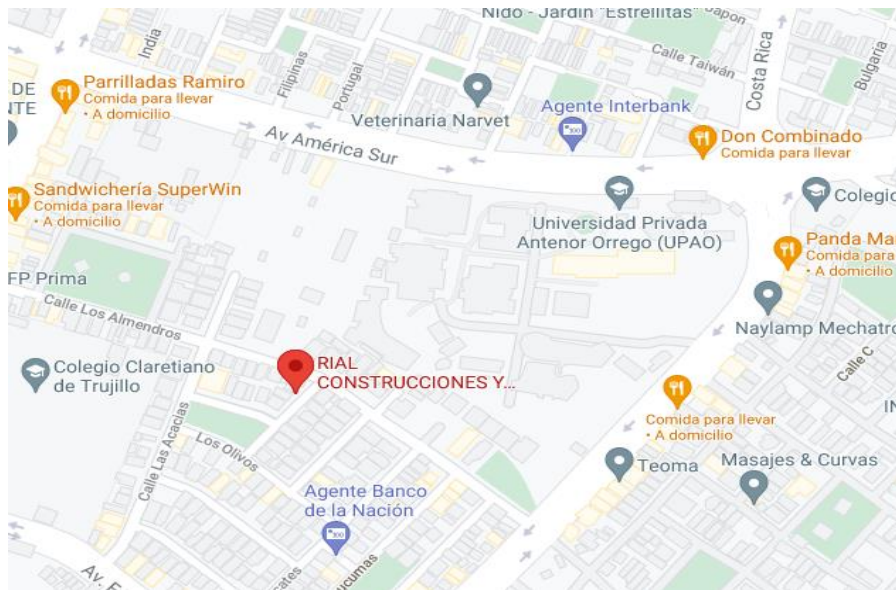 Nido - Jardín "Estrellitas"
Japon
India
Filipinas
Portugal
Calle Taiwán
Costa Rica
Bulgaria
DE
NTE
Parrilladas Ramiro
Comida para llevar
• A domicilio
Veterinaria Narvet
Agente Interbank
Av América Sur
Don Combinado
Comida para llevar
Sandwichería SuperWin
Comida para llevar
• A domicilio
Universidad Privada
Antenor Orrego (UPAO)
Colegio
Panda Ma
Comida para
• A domicilio
FP Prima
Calle Los Almendros
Naylamp Mechatro
Calle C
Colegio Claretiano
de Trujillo
RIAL
CONSTRUCCIONES Y...
Comida para llevar
• A domicilio
IN
Calle Las Acacias
Los Olivos
Teoma
Masajes & Curvas
Agente Banco
de la Nación
Av. E
cates
ucumas